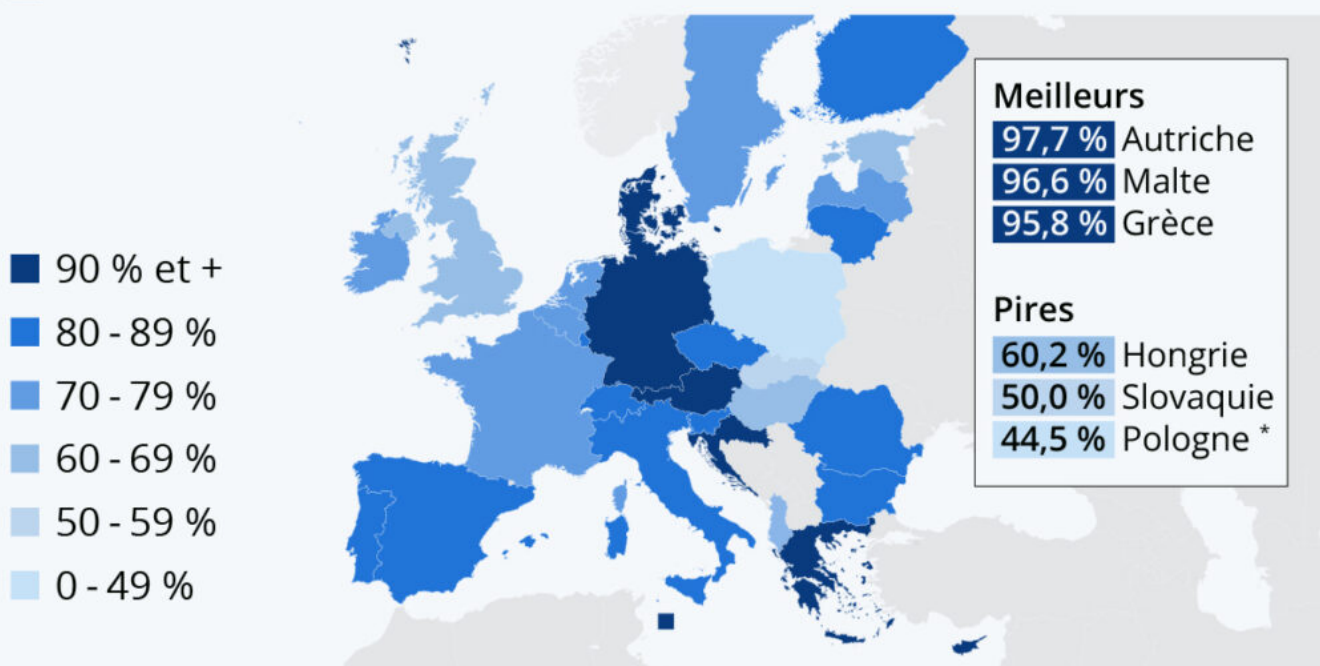 90 % et +
80 - 89 %
70 - 79 %
60 - 69 %
50 - 59 %
0 - 49 %
Meilleurs
97,7 % Autriche
96,6 % Malte
95,8 % Grèce
Pires
60,2 % Hongrie
50,0 % Slovaquie
44,5 % Pologne *